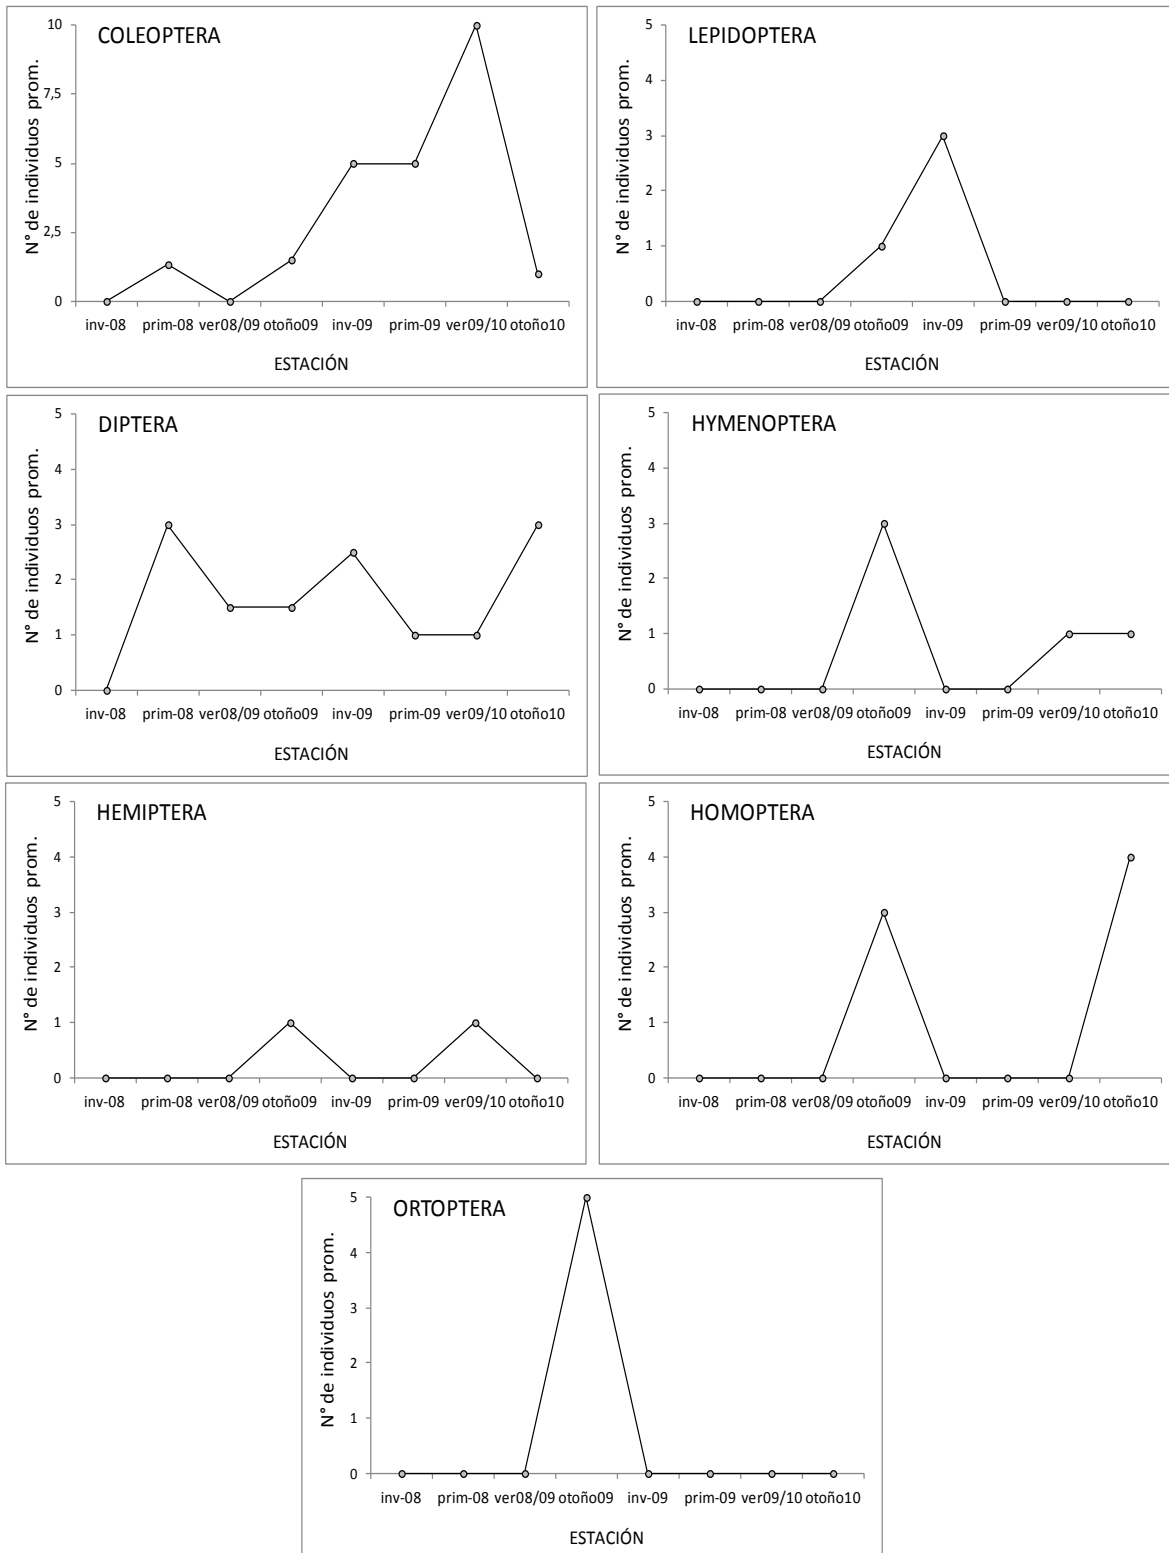 COLEOPTERA
N° de individuos prom.
10
7,5
5
2,5
0
inv-08 prim-08 ver08/09 otoño09 inv-09 prim-09 ver09/10 otoño10
ESTACIÓN
LEPIDOPTERA
N° de individuos prom.
5
4
3
2
1
0
inv-08 prim-08 ver08/09 otoño09 inv-09 prim-09 ver09/10 otoño10
ESTACIÓN
DIPTERA
N° de individuos prom.
5
4
3
2
1
0
inv-08 prim-08 ver08/09 otoño09 inv-09 prim-09 ver09/10 otoño10
ESTACIÓN
HYMENOPTERA
N° de individuos prom.
5
4
3
2
1
0
inv-08 prim-08 ver08/09 otoño09 inv-09 prim-09 ver09/10 otoño10
ESTACIÓN
HEMIPTERA
N° de individuos prom.
5
4
3
2
1
0
inv-08 prim-08 ver08/09 otoño09 inv-09 prim-09 ver09/10 otoño10
ESTACIÓN
HOMOPTERA
N° de individuos prom.
5
4
3
2
1
0
inv-08 prim-08 ver08/09 otoño09 inv-09 prim-09 ver09/10 otoño10
ESTACIÓN
ORTOPTERA
N° de individuos prom.
5
4
3
2
1
0
inv-08 prim-08 ver08/09 otoño09 inv-09 prim-09 ver09/10 otoño10
ESTACIÓN